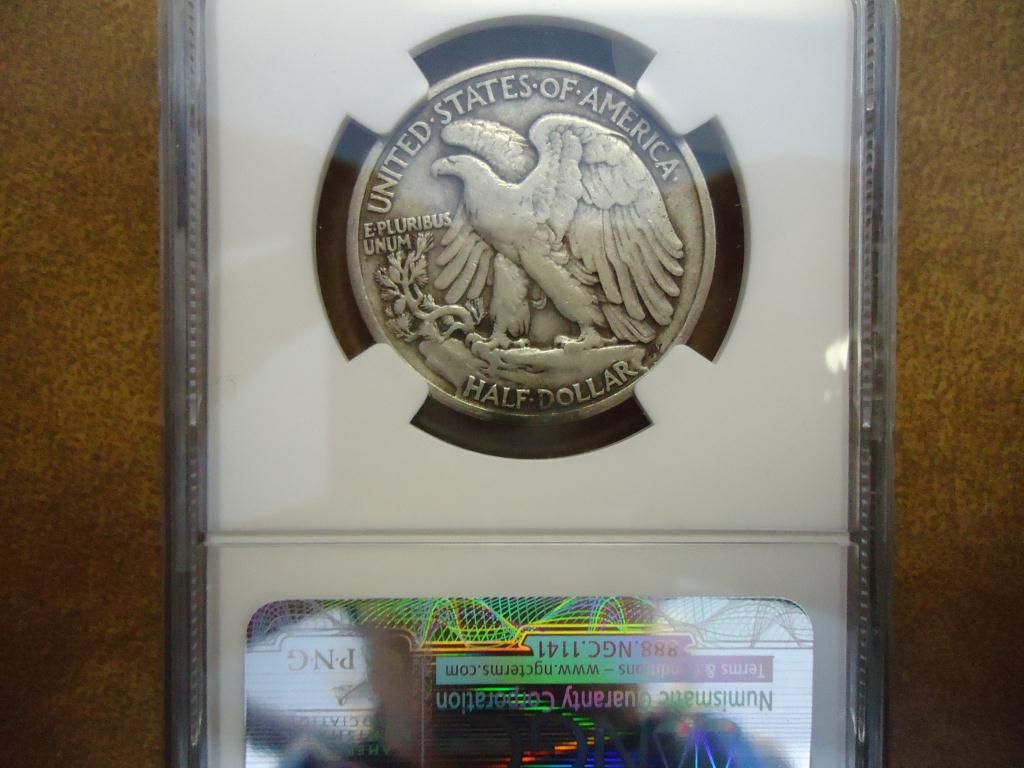 UNITED·STATES·OF·AMERICA·
E·PLURIBUS
UNUM
HALF·DOLLAR
888.NGC.1141
Terms & Conditions – www.ngcterms.com
Numismatic Guaranty Corporation
PNG